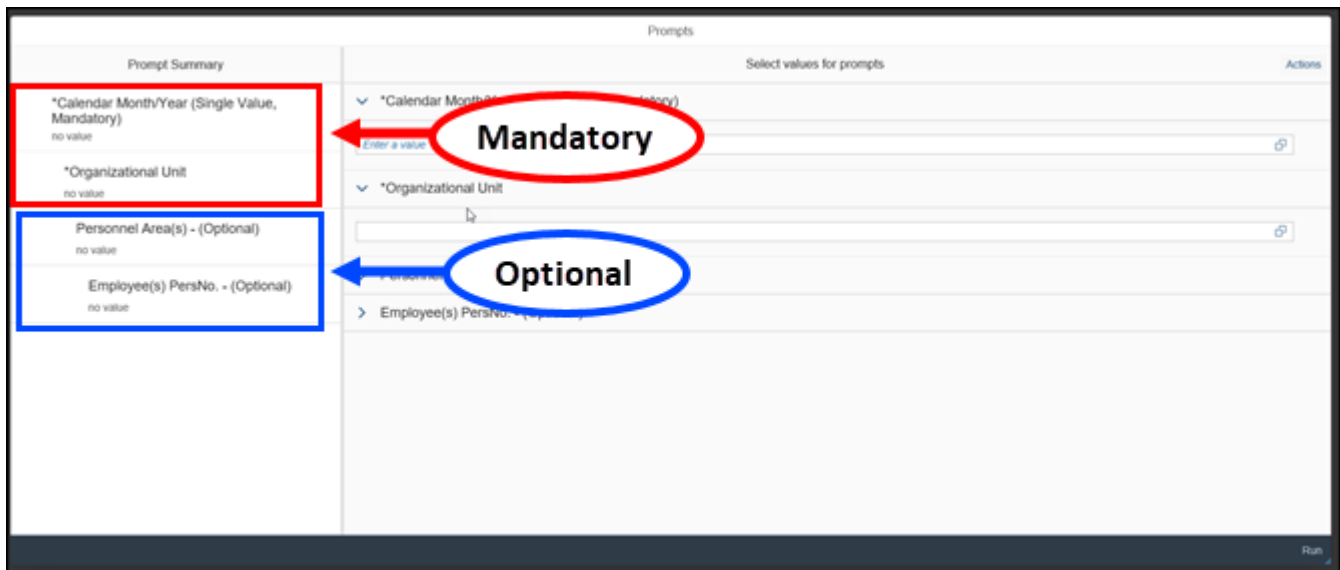 Prompts
Prompt Summary
Select values for prompts
Actions
*Calendar Month/Year (Single Value,
Mandatory)
no value
*Organizational Unit
no value
Personnel Area(s) - (Optional)
no value
Employee(s) PersNo. - (Optional)
no value
*Calendar
Mandatory
Enter a value
*Organizational Unit
Optional
Employee(s) PersNo. -
Run